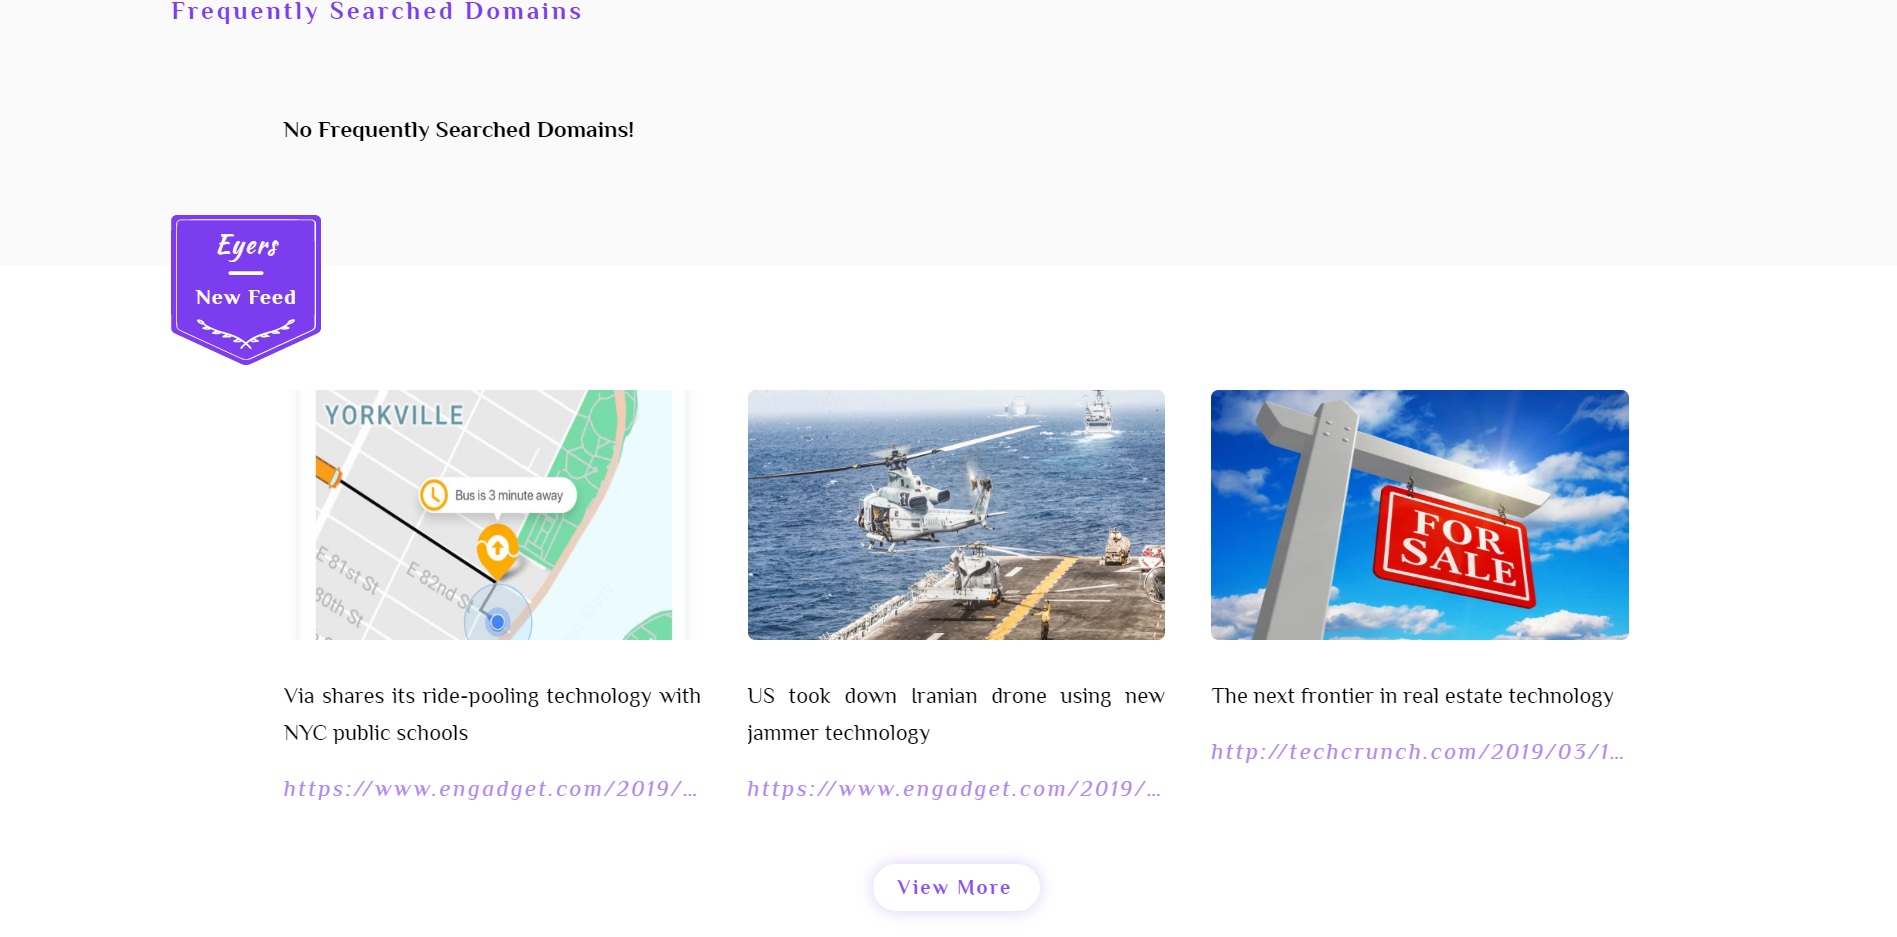 Frequently Searched Domains
No Frequently Searched Domains!
Eyers
New Feed
YORKVILLE
Bus is 3 minute away
E 81st St
E 82nd St
80th St
FOR
SALE
Via shares its ride-pooling technology with
NYC public schools
https://www.engadget.com/2019/...
US took down Iranian drone using new
jammer technology
https://www.engadget.com/2019/...
The next frontier in real estate technology
http://techcrunch.com/2019/03/1...
View More